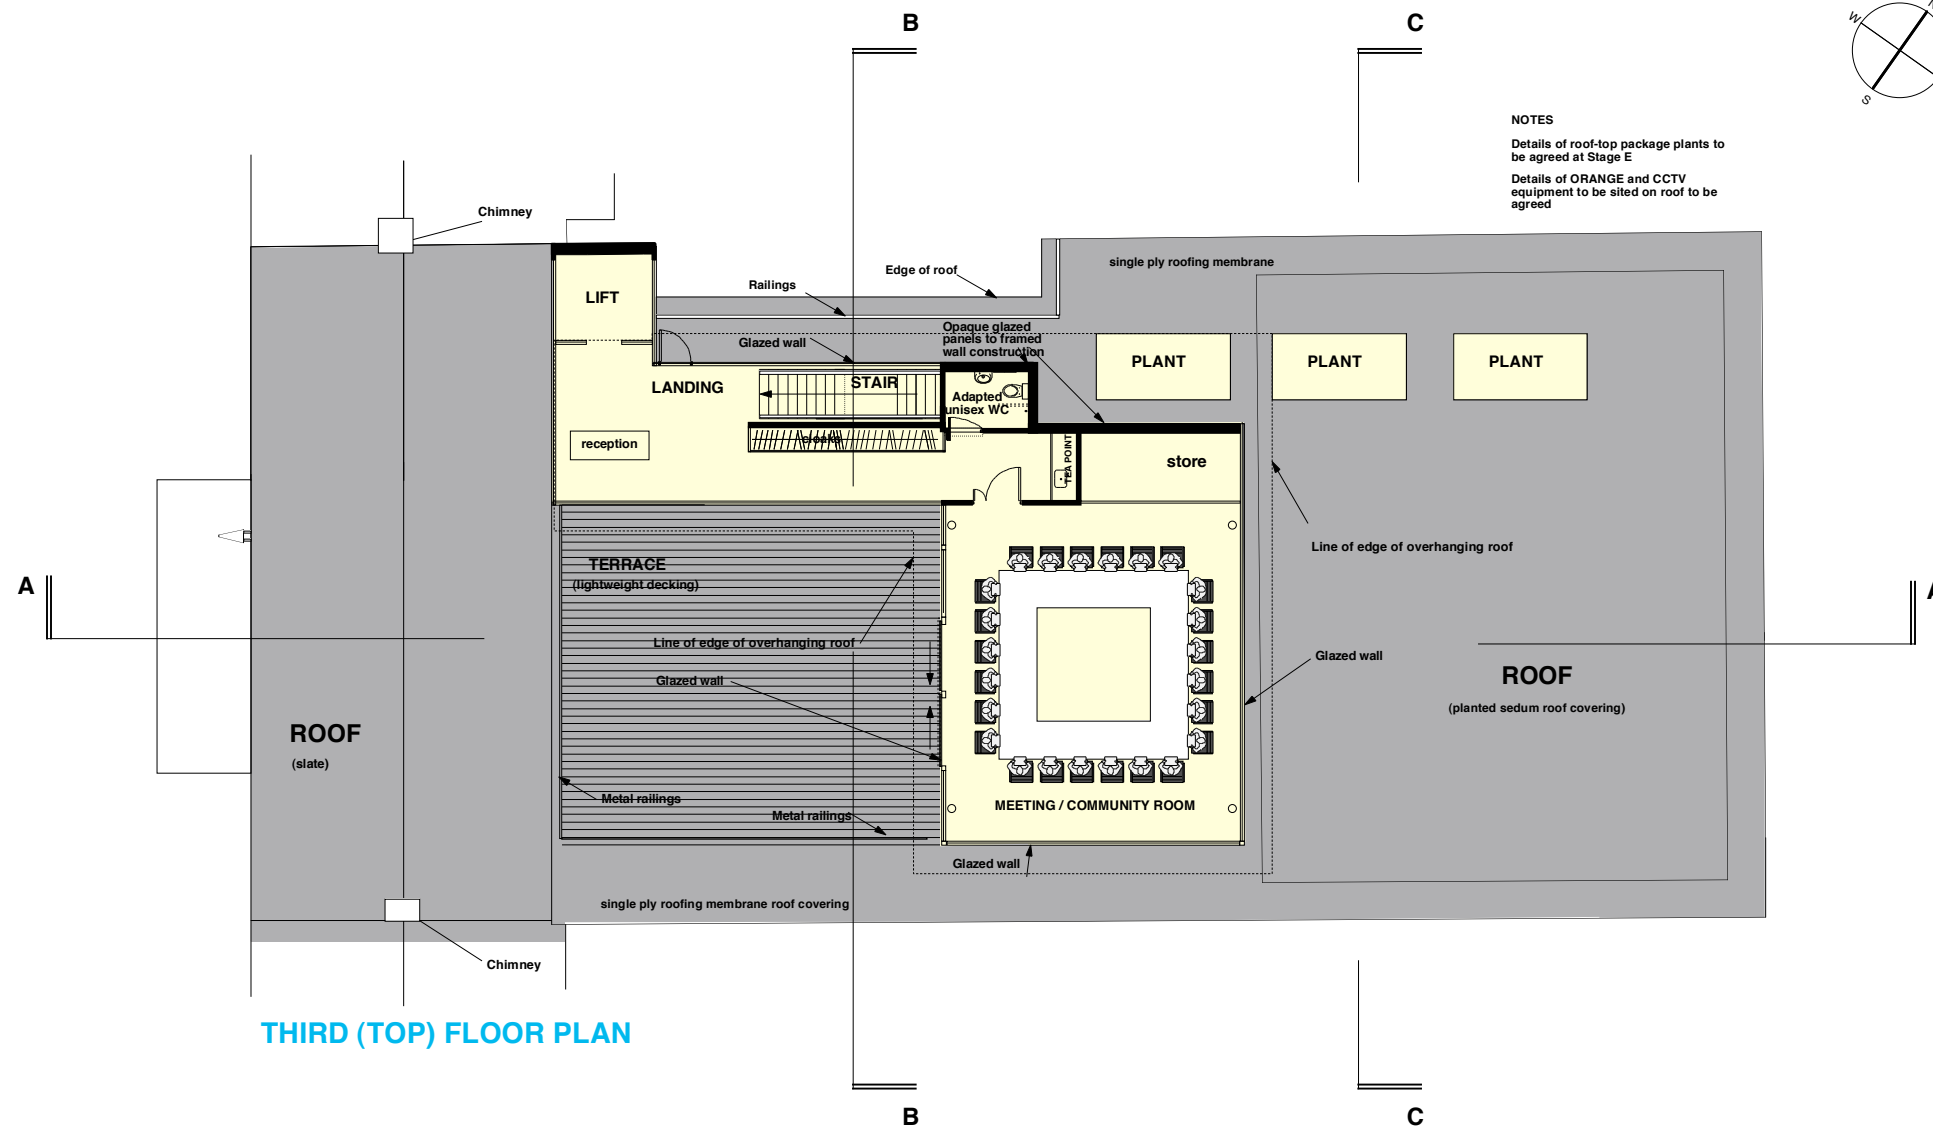 B
C
N
W
S
NOTES
Details of roof-top package plants to
be agreed at Stage E
Details of ORANGE and CCTV
equipment to be sited on roof to be
agreed
Chimney
Edge of roof
single ply roofing membrane
Railings
LIFT
Opaque glazed
panels to framed
wall construction
Glazed wall
PLANT
PLANT
PLANT
LANDING
STAIR
Adapted
unisex WC
reception
cloaks
TEA POINT
store
Line of edge of overhanging roof
TERRACE
(lightweight decking)
A
A
Line of edge of overhanging roof
Glazed wall
Glazed wall
ROOF
(planted sedum roof covering)
ROOF
(slate)
Metal railings
Metal railings
MEETING / COMMUNITY ROOM
Glazed wall
single ply roofing membrane roof covering
Chimney
THIRD (TOP) FLOOR PLAN
B
C